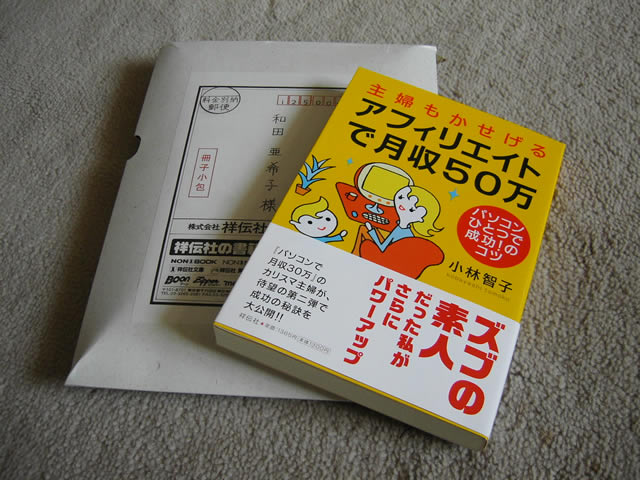 料金別納
郵便
12500
和田 亜希子 様
冊子小包
株式会社 祥伝社
祥伝社の書
NON BOOK
祥伝社文庫
Boon
Zipper
主婦もかせげる
アフィリエイト
で月収50万
パソコン
ひとつで
成功!の
コツ
小林智子
KOBAYASHI TOMOKO
『パソコンで
月収30万』の
カリスマ主婦が、
待望の第二弾で
成功の秘訣を
大公開!!
祥伝社
ズブの
素人
だった私が
さらに
パワーアップ